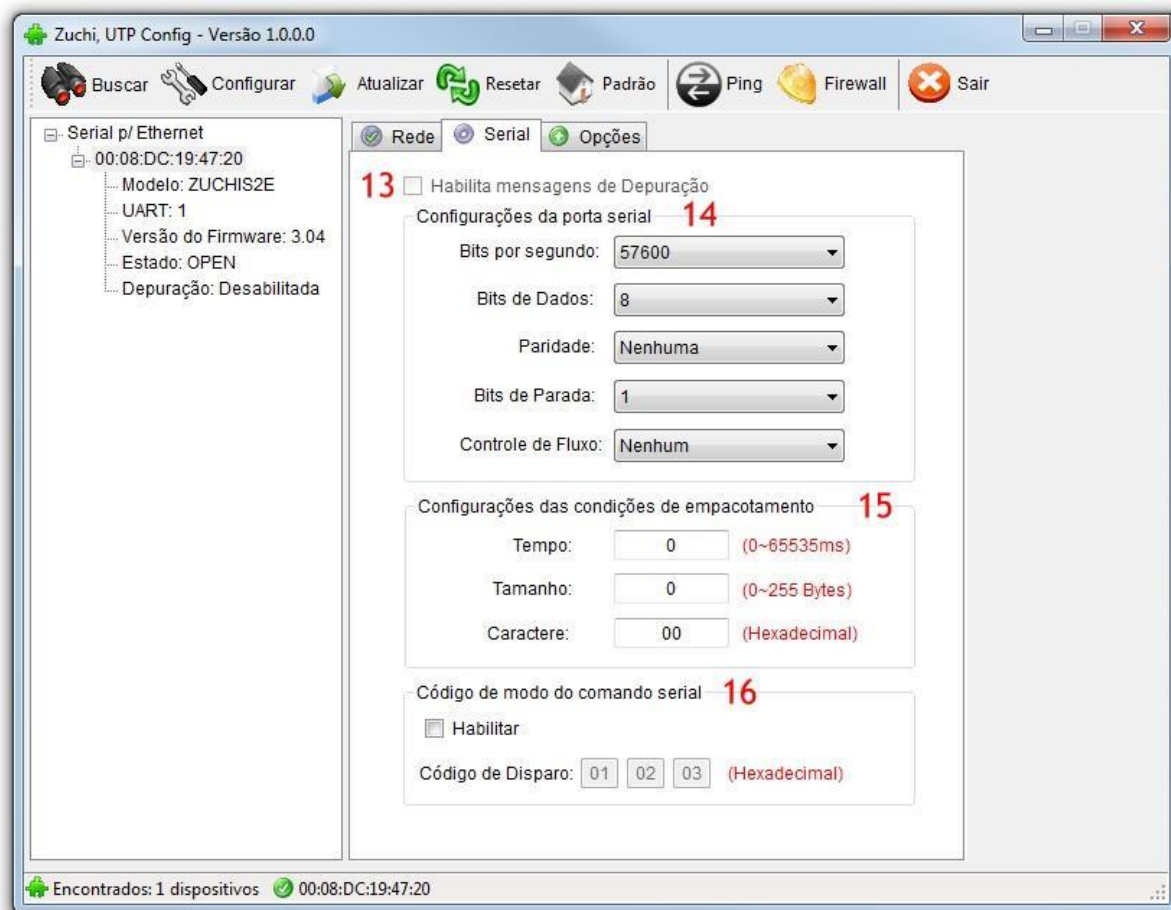 Zuchi, UTP Config - Versão 1.0.0.0
Buscar Configurar Atualizar Resetar Padrão Ping Firewall Sair
Serial p/ Ethernet
00:08:DC:19:47:20
Modelo: ZUCHIS2E
UART: 1
Versão do Firmware: 3.04
Estado: OPEN
Depuração: Desabilitada
Rede Serial Opções
13 Habilita mensagens de Depuração
Configurações da porta serial 14
Bits por segundo: 57600
Bits de Dados: 8
Paridade: Nenhuma
Bits de Parada: 1
Controle de Fluxo: Nenhum
Configurações das condições de empacotamento 15
Tempo: 0 (0~65535ms)
Tamanho: 0 (0~255 Bytes)
Caractere: 00 (Hexadecimal)
Código de modo do comando serial 16
Habilitar
Código de Disparo: 01 02 03 (Hexadecimal)
Encontrados: 1 dispositivos 00:08:DC:19:47:20